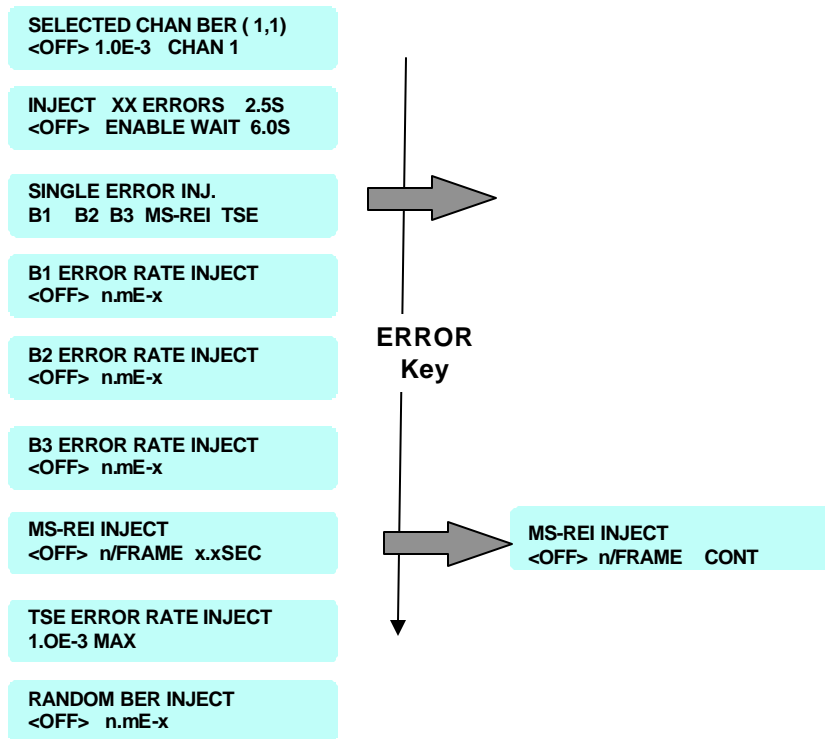 SELECTED CHAN BER ( 1,1)
<OFF> 1.0E-3 CHAN 1
INJECT XX ERRORS 2.5S
<OFF> ENABLE WAIT 6.0S
SINGLE ERROR INJ.
B1 B2 B3 MS-REI TSE
B1 ERROR RATE INJECT
<OFF> n.mE-x
B2 ERROR RATE INJECT
<OFF> n.mE-x
B3 ERROR RATE INJECT
<OFF> n.mE-x
MS-REI INJECT
<OFF> n/FRAME x.xSEC
TSE ERROR RATE INJECT
1.OE-3 MAX
RANDOM BER INJECT
<OFF> n.mE-x
ERROR
Key
MS-REI INJECT
<OFF> n/FRAME CONT